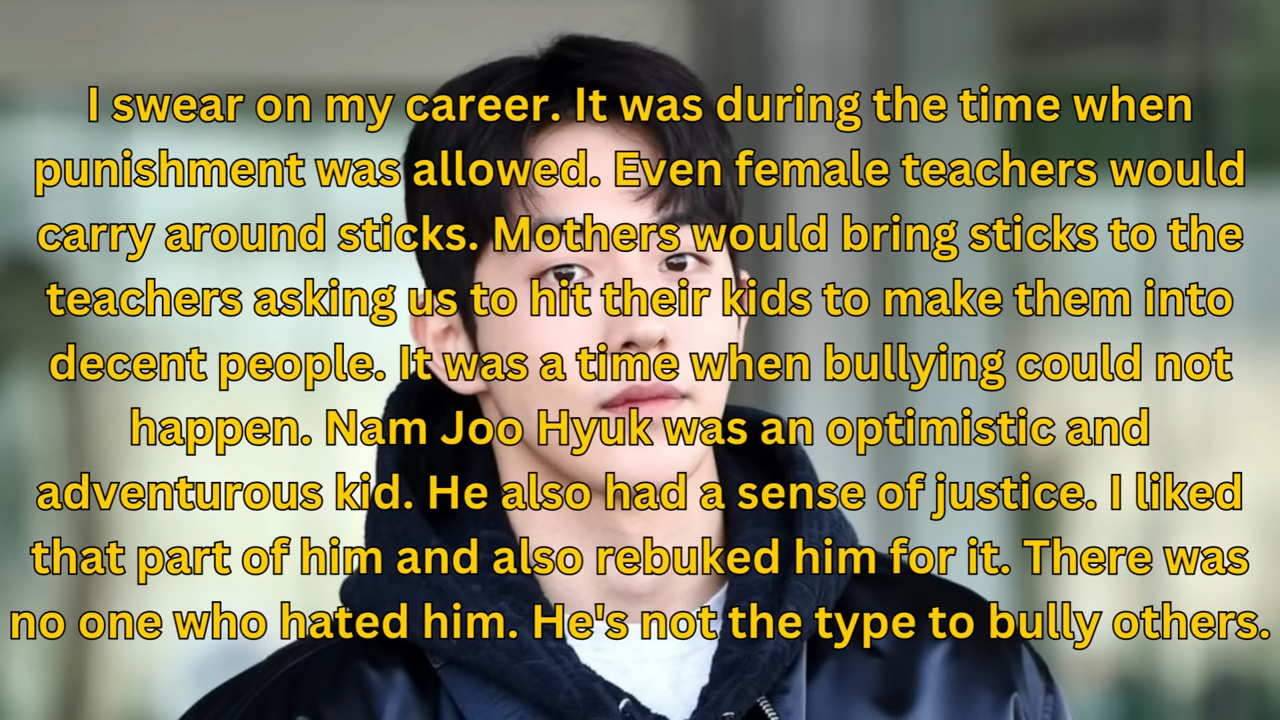 I swear on my career. It was during the time when
punishment was allowed. Even female teachers would
carry around sticks. Mothers would bring sticks to the
teachers asking us to hit their kids to make them into
decent people. It was a time when bullying could not
happen. Nam Joo Hyuk was an optimistic and
adventurous kid. He also had a sense of justice. I liked
that part of him and also rebuked him for it. There was
no one who hated him. He's not the type to bully others.